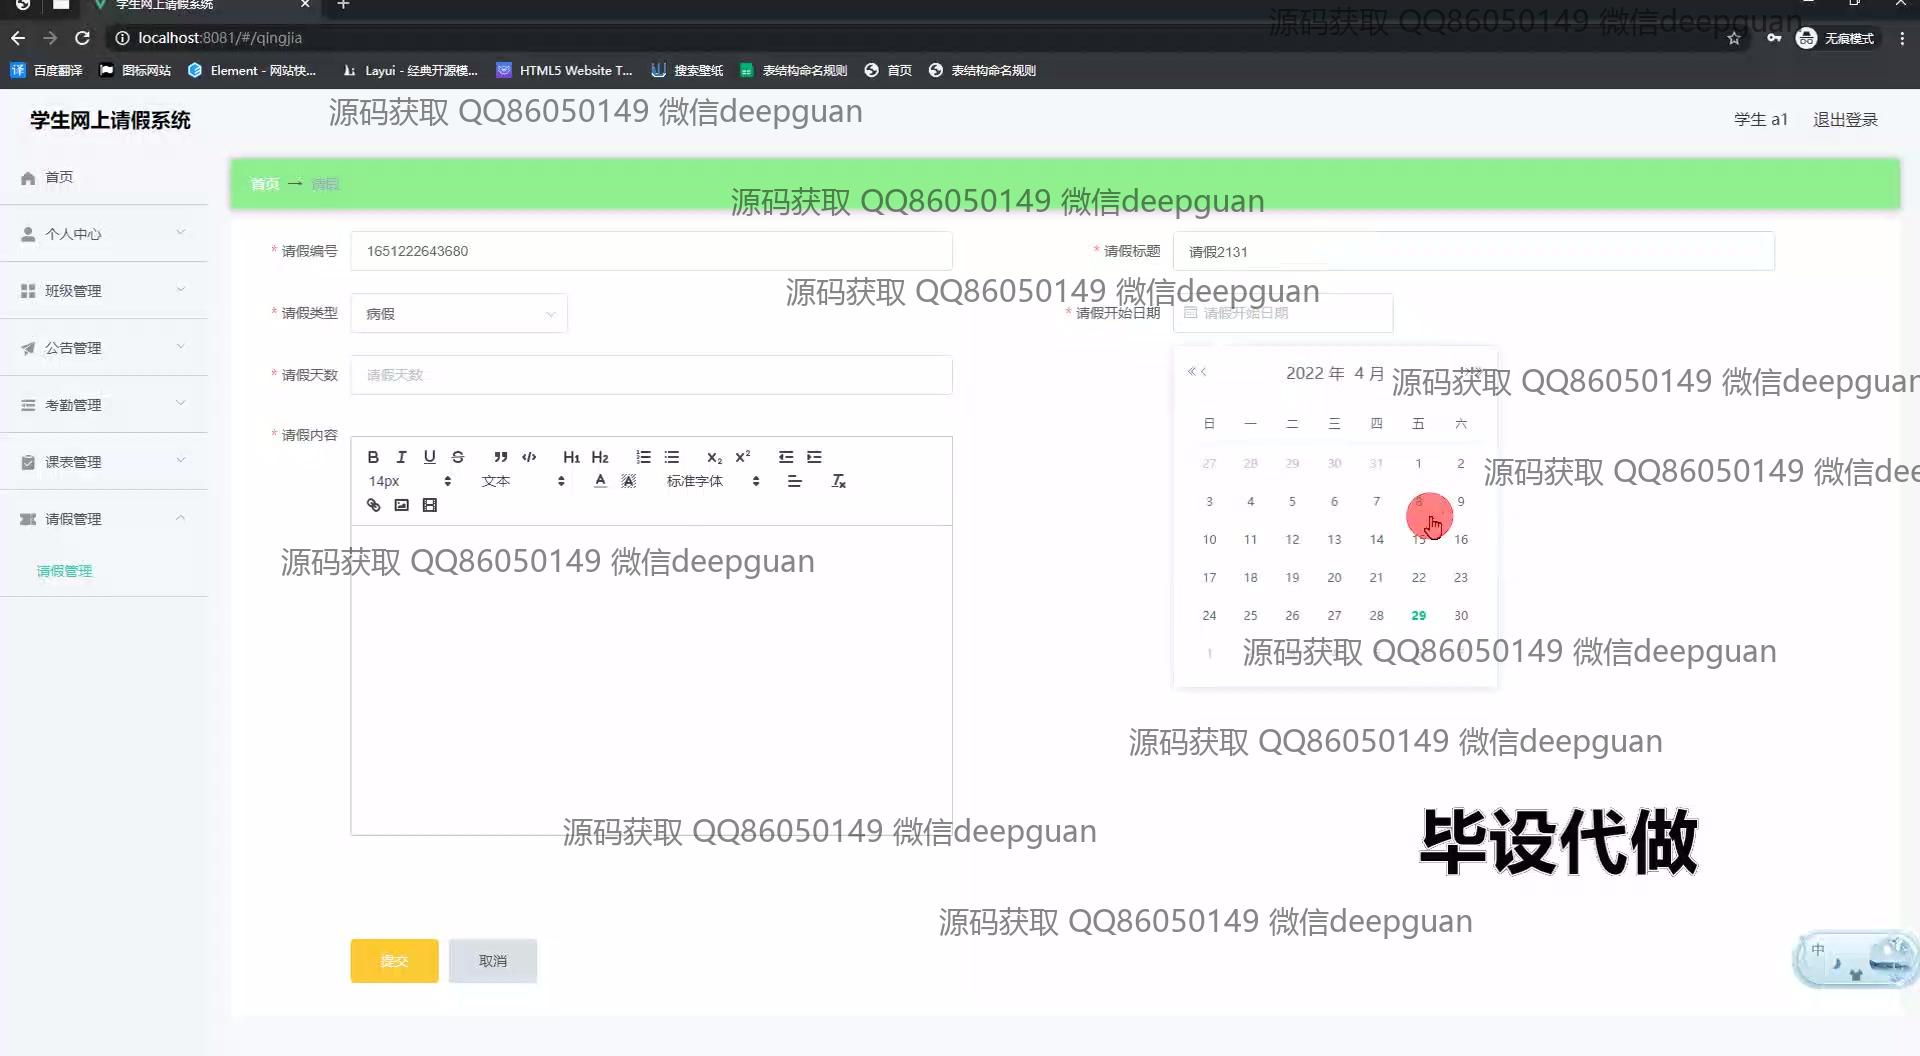 学生网上请假系统
localhost:8081/#/qingjia
无痕模式
源码获取 QQ86050149 微信deepguan
百度翻译
图标网站
Element - 网站快...
Layui - 经典开源模...
HTML5 Website T...
搜索壁纸
表结构命名规则
首页
表结构命名规则
学生网上请假系统
源码获取 QQ86050149 微信deepguan
学生 a1
退出登录
首页
个人中心
班级管理
公告管理
考勤管理
课表管理
请假管理
请假管理
首页 → 请假
源码获取 QQ86050149 微信deepguan
* 请假编号 1651222643680
* 请假标题 请假2131
源码获取 QQ86050149 微信deepguan
* 请假类型 病假
* 请假开始日期 请假开始日期
* 请假天数 请假天数
2022 年 4 月
源码获取 QQ86050149 微信deepguan
日 一 二 三 四 五 六
27 28 29 30 31 1 2
源码获取 QQ86050149 微信dee
3 4 5 6 7 8 9
10 11 12 13 14 15 16
17 18 19 20 21 22 23
24 25 26 27 28 29 30
1
* 请假内容
B I U S H1 H2 X2 X2
14px 文本 A A 标准字体
源码获取 QQ86050149 微信deepguan
源码获取 QQ86050149 微信deepguan
源码获取 QQ86050149 微信deepguan
源码获取 QQ86050149 微信deepguan
毕设代做
源码获取 QQ86050149 微信deepguan
提交
取消
中